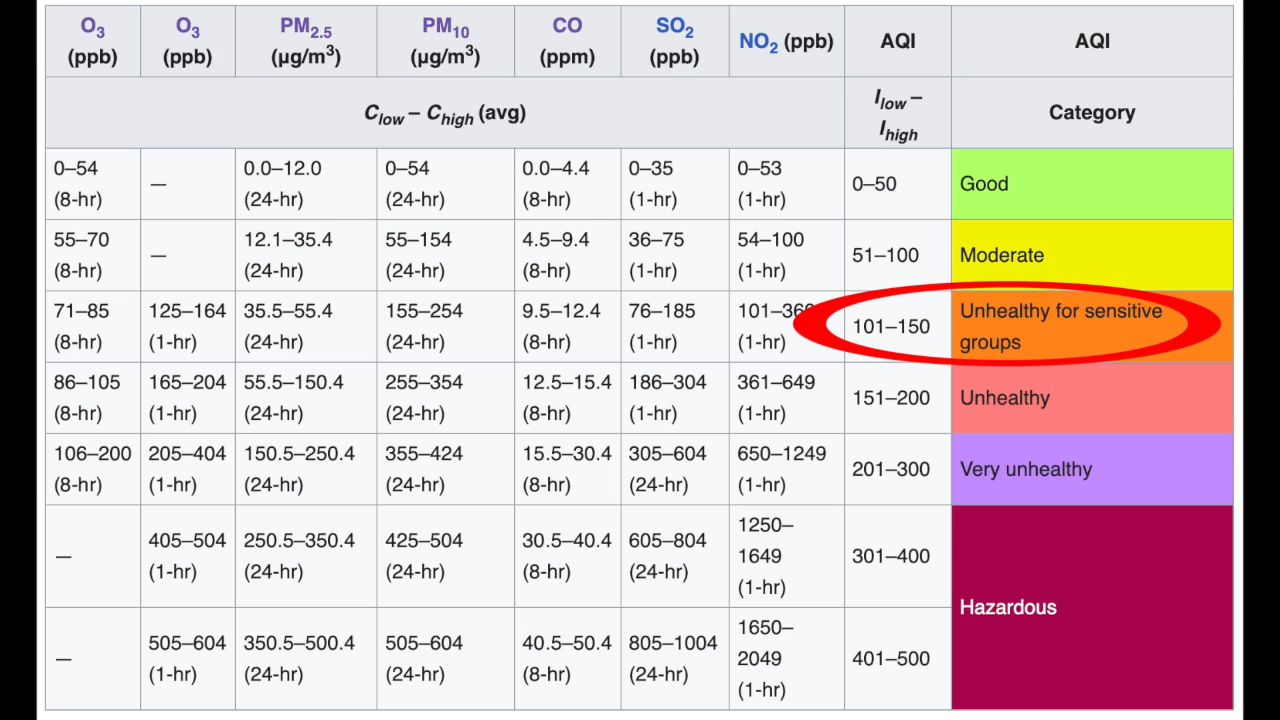 O3 (ppb) O3 (ppb) PM2.5 (μg/m³) PM10 (μg/m³) CO (ppm) SO2 (ppb) NO2 (ppb) AQI AQI
Clow – Chigh (avg) Ilow – Ihigh Category
0–54 (8-hr) — 0.0–12.0 (24-hr) 0–54 (24-hr) 0.0–4.4 (8-hr) 0–35 (1-hr) 0–53 (1-hr) 0–50 Good
55–70 (8-hr) — 12.1–35.4 (24-hr) 55–154 (24-hr) 4.5–9.4 (8-hr) 36–75 (1-hr) 54–100 (1-hr) 51–100 Moderate
71–85 (8-hr) 125–164 (1-hr) 35.5–55.4 (24-hr) 155–254 (24-hr) 9.5–12.4 (8-hr) 76–185 (1-hr) (1-hr) 101–150 Unhealthy for sensitive groups
86–105 (8-hr) 165–204 (1-hr) 55.5–150.4 (24-hr) 255–354 (24-hr) 12.5–15.4 (8-hr) 186–304 (1-hr) 361–649 (1-hr) 151–200 Unhealthy
106–200 (8-hr) 205–404 (1-hr) 150.5–250.4 (24-hr) 355–424 (24-hr) 15.5–30.4 (8-hr) 305–604 (24-hr) 650–1249 (1-hr) 201–300 Very unhealthy
— 405–504 (1-hr) 250.5–350.4 (24-hr) 425–504 (24-hr) 30.5–40.4 (8-hr) 605–804 (24-hr) 1250–1649 (1-hr) 301–400 Hazardous
— 505–604 (1-hr) 350.5–500.4 (24-hr) 505–604 (24-hr) 40.5–50.4 (8-hr) 805–1004 (24-hr) 1650–2049 (1-hr) 401–500